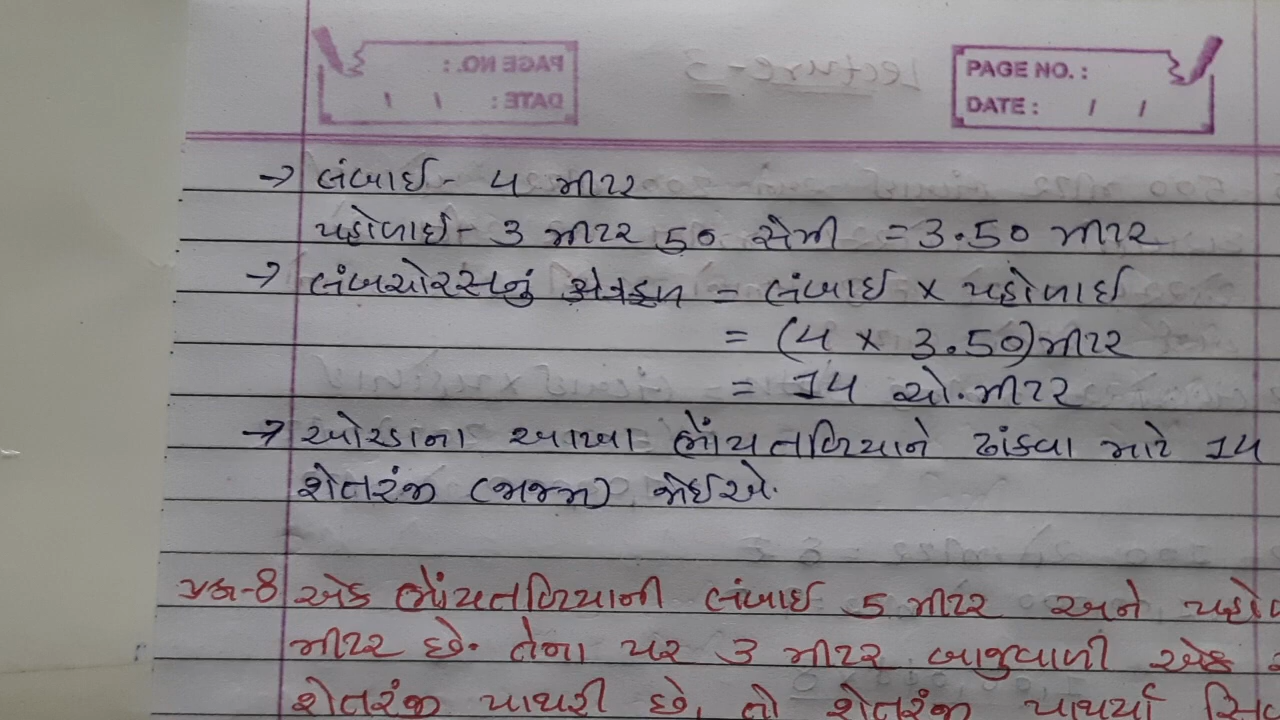 PAGE NO. :
DATE : / /
→ લંબાઈ - 4 મીટર
પહોળાઈ - 3 મીટર 50 સેમી = 3.50 મીટર
→ લંબચોરસનું ક્ષેત્રફળ = લંબાઈ × પહોળાઈ
= (4 × 3.50) મીટર
= 14 ચો. મીટર
→ ઓરડાના આખા ભોંયતળિયાને ઢાંકવા માટે 14
શેતરંજી (જાજમ) જોઈએ.
પ્રશ્ન-8 એક ભોંયતળિયાની લંબાઈ 5 મીટર અને
મીટર છે. તેના પર 3 મીટર બાજુવાળી એક
શેતરંજી પાથરી છે, તો શેતરંજી પાથર્યા